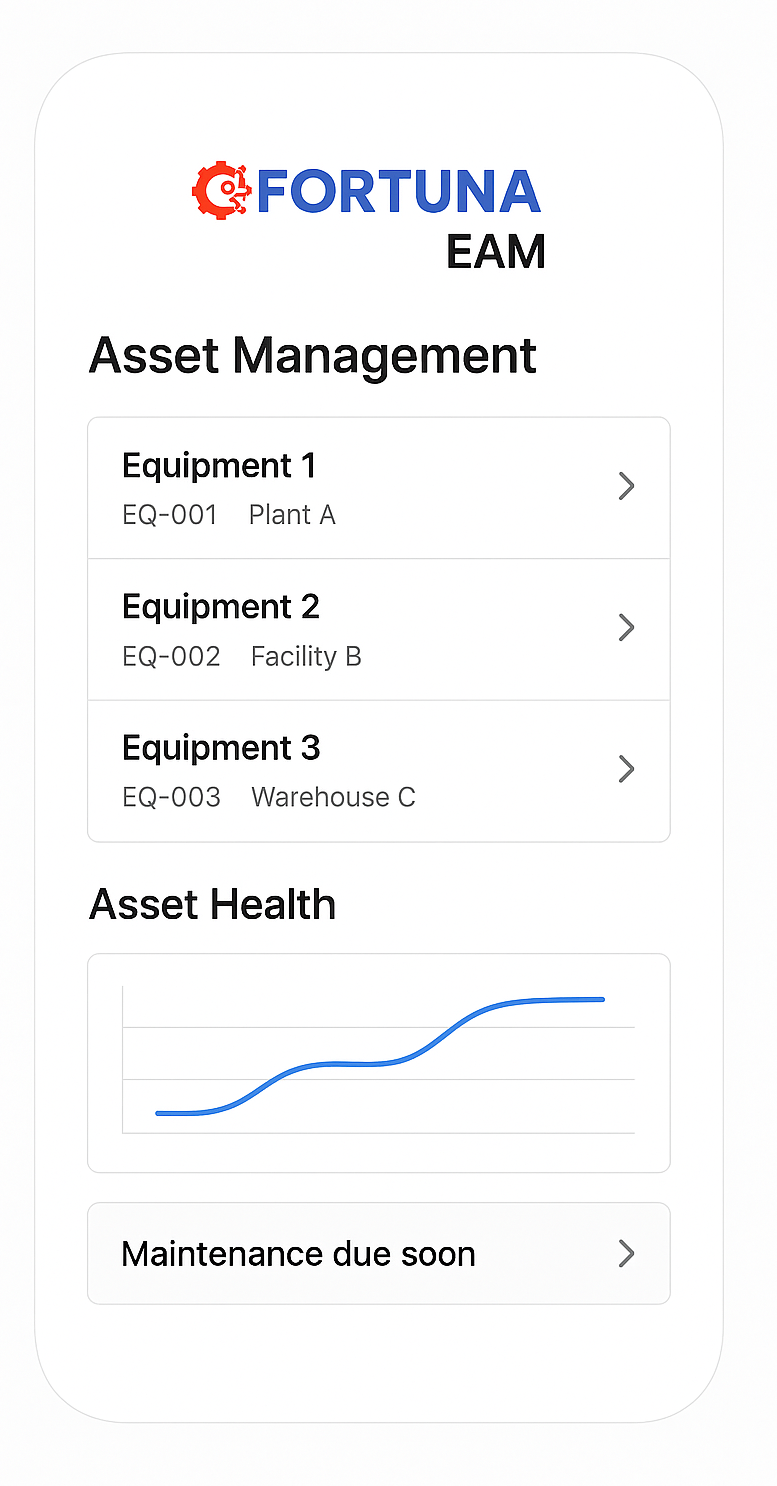 FORTUNA
EAM
Asset Management
Equipment 1
EQ-001 Plant A
Equipment 2
EQ-002 Facility B
Equipment 3
EQ-003 Warehouse C
Asset Health
Maintenance due soon